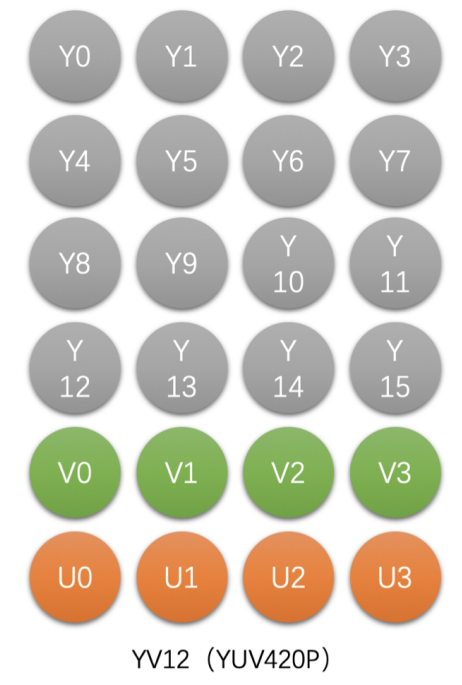 Y0 Y1 Y2 Y3
Y4 Y5 Y6 Y7
Y8 Y9 Y 10 Y 11
Y 12 Y 13 Y 14 Y 15
V0 V1 V2 V3
U0 U1 U2 U3
YV12（YUV420P）